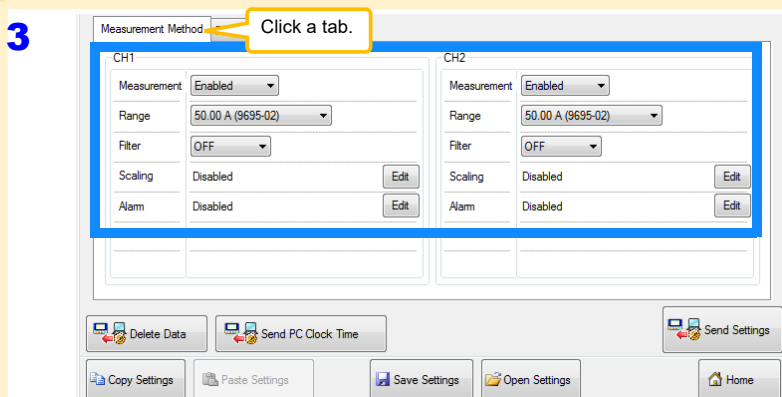 3
Measurement Method
Click a tab.
CH1
Measurement Enabled
Range 50.00 A (9695-02)
Filter OFF
Scaling Disabled Edit
Alarm Disabled Edit
CH2
Measurement Enabled
Range 50.00 A (9695-02)
Filter OFF
Scaling Disabled Edit
Alarm Disabled Edit
Delete Data
Send PC Clock Time
Send Settings
Copy Settings
Paste Settings
Save Settings
Open Settings
Home